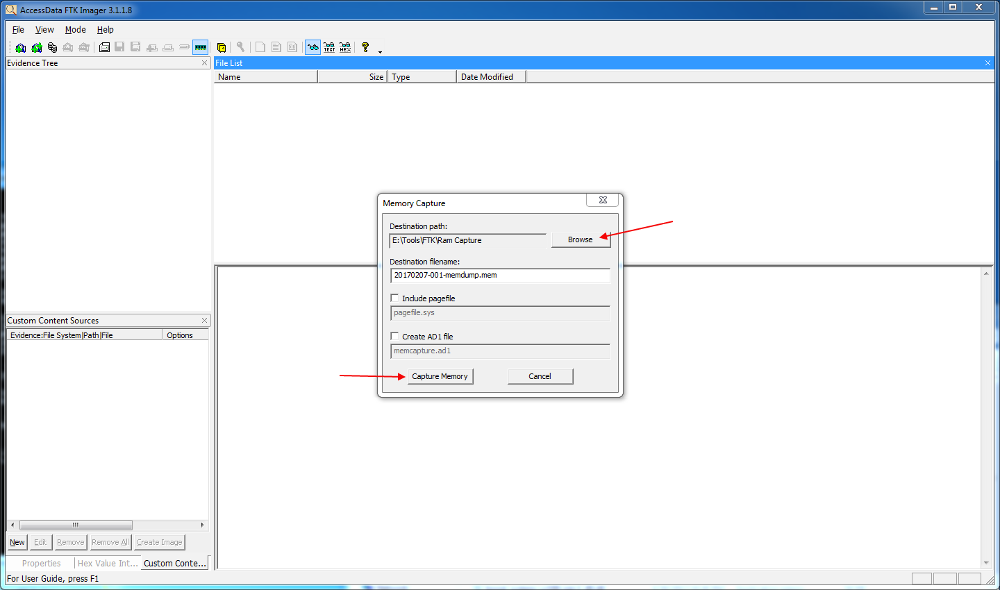 AccessData FTK Imager 3.1.1.8
File View Mode Help
TEXT HEX
Evidence Tree
File List
Name Size Type Date Modified
Memory Capture
Destination path:
E:\Tools\FTK\Ram Capture Browse
Destination filename:
20170207-001-memdump.mem
Include pagefile
pagefile.sys
Create AD1 file
memcapture.ad1
Capture Memory Cancel
Custom Content Sources
Evidence:File System|Path|File Options
New Edit Remove Remove All Create Image
Properties Hex Value Int... Custom Conte...
For User Guide, press F1